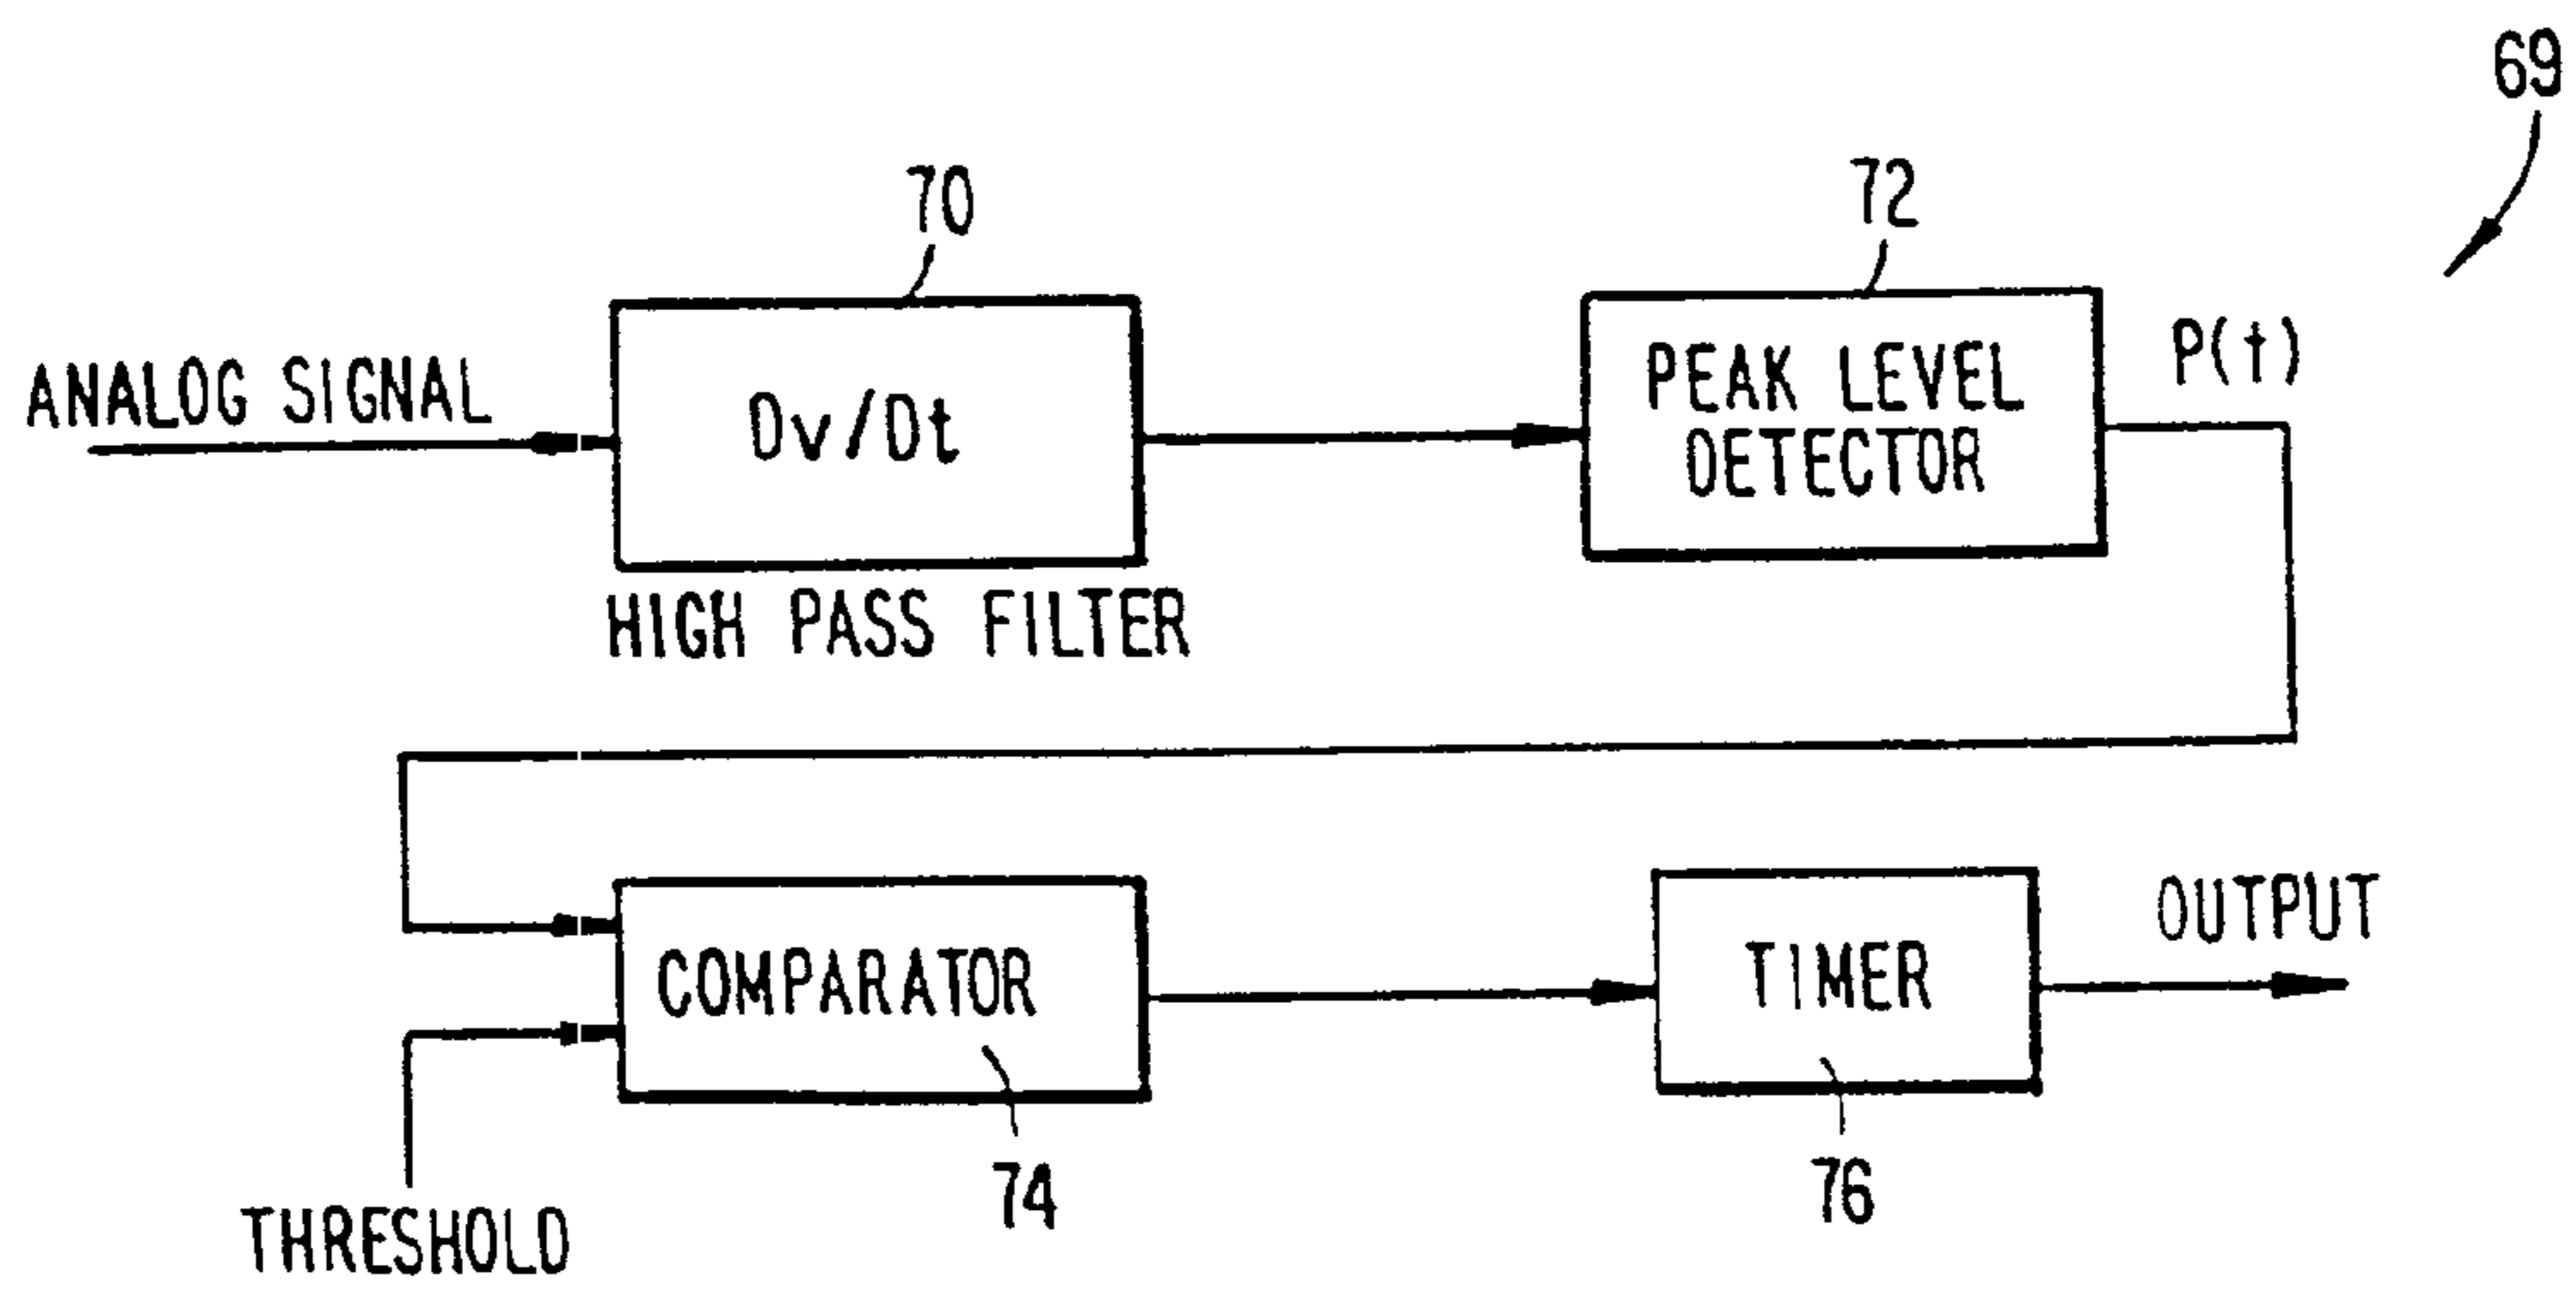 69
70
72
ANALOG SIGNAL
Dv/Dt
PEAK LEVEL
DETECTOR
P(t)
HIGH PASS FILTER
COMPARATOR
TIMER
OUTPUT
74
76
THRESHOLD